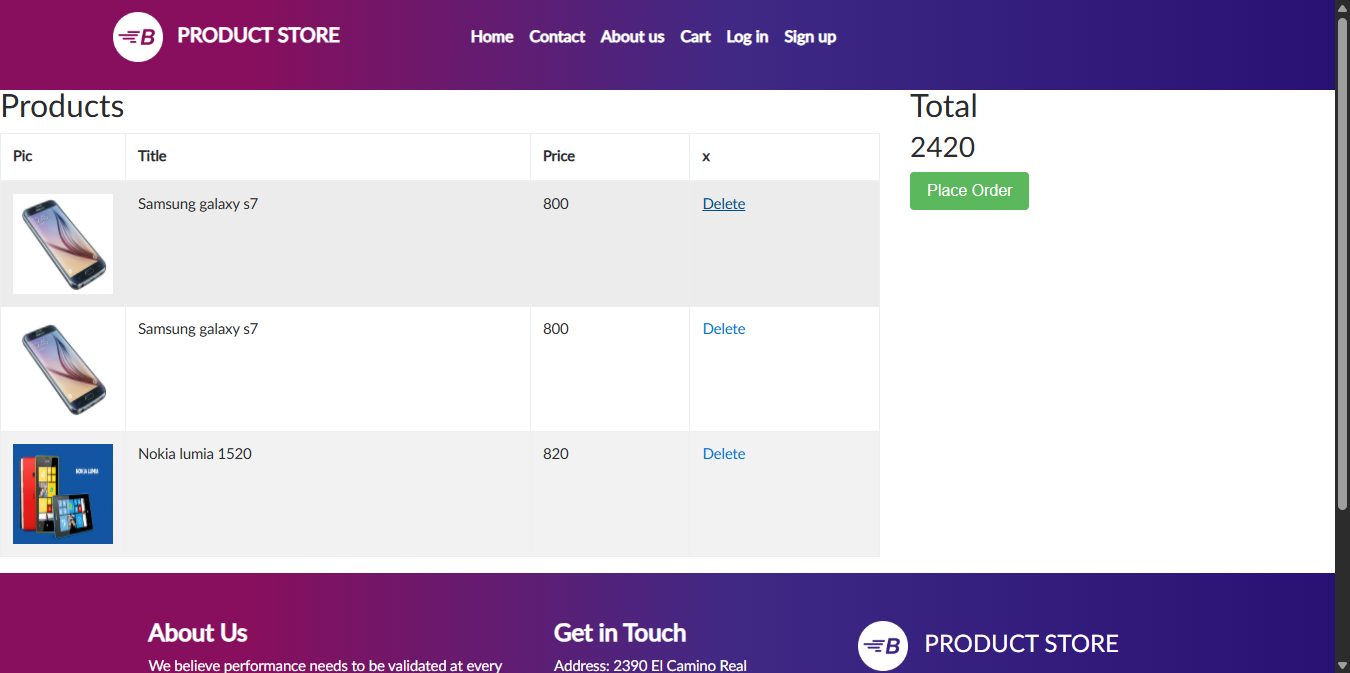 B PRODUCT STORE Home Contact About us Cart Log in Sign up
Products
Pic Title Price x
Samsung galaxy s7 800 Delete
Samsung galaxy s7 800 Delete
NOKIA LUMIA
Nokia lumia 1520 820 Delete
Total
2420
Place Order
About Us
We believe performance needs to be validated at every
Get in Touch
Address: 2390 El Camino Real
B PRODUCT STORE